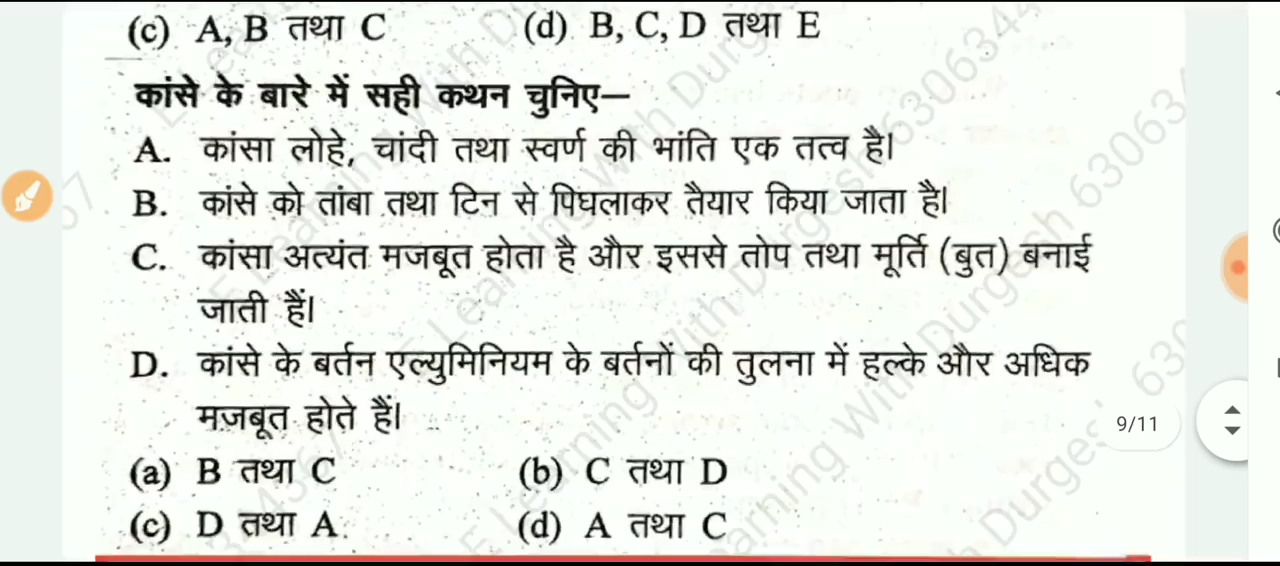 (c) A, B तथा C (d) B, C, D तथा E
कांसे के बारे में सही कथन चुनिए—
A. कांसा लोहे, चांदी तथा स्वर्ण की भांति एक तत्व है।
B. कांसे को तांबा तथा टिन से पिघलाकर तैयार किया जाता है।
C. कांसा अत्यंत मजबूत होता है और इससे तोप तथा मूर्ति (बुत) बनाई
जाती हैं।
D. कांसे के बर्तन एल्युमिनियम के बर्तनों की तुलना में हल्के और अधिक
मज़बूत होते हैं।
9/11
(a) B तथा C (b) C तथा D
(c) D तथा A (d) A तथा C